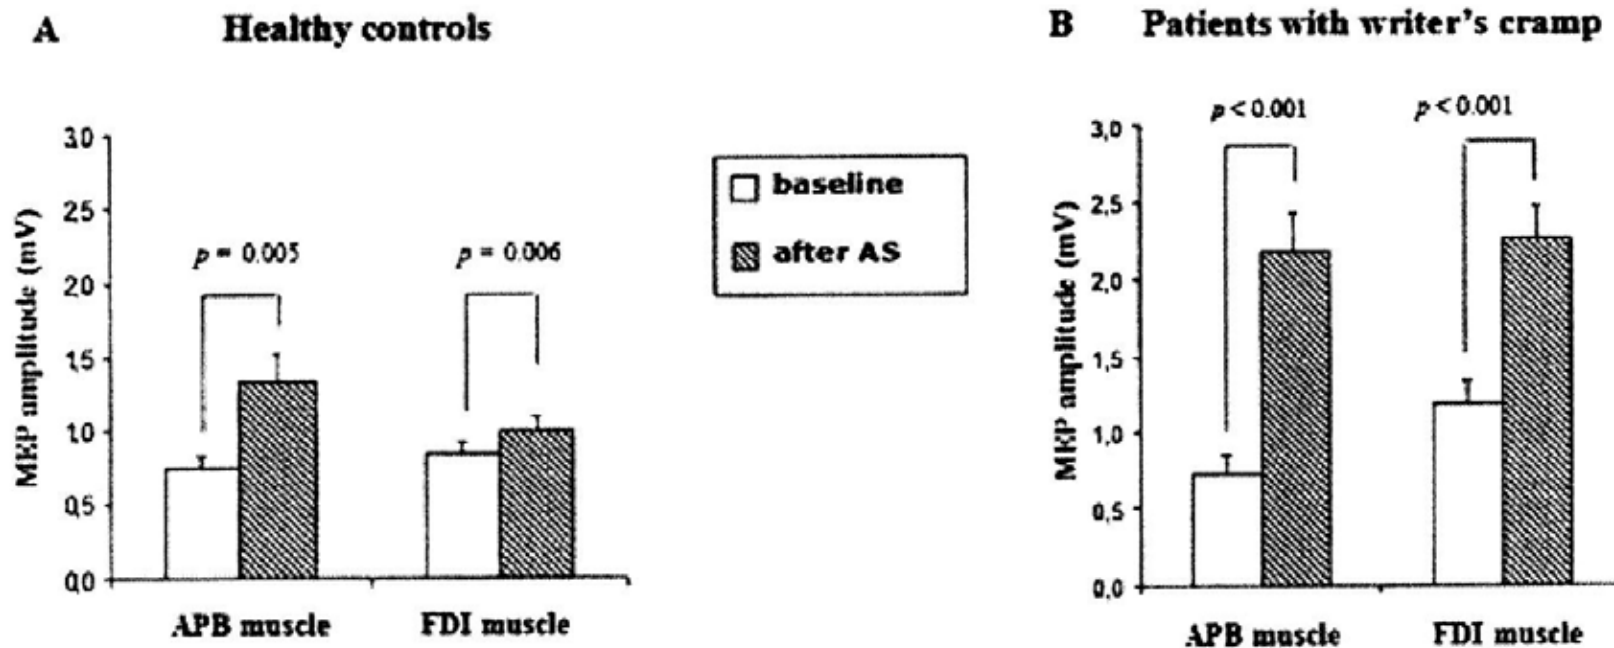 A Healthy controls
MEP amplitude (mV)
3.0
2.5
2.0
1.5
1.0
0.5
0.0
p = 0.005
p = 0.006
APB muscle
FDI muscle
baseline
after AS
B Patients with writer's cramp
MEP amplitude (mV)
3,0
2,5
2,0
1,5
1,0
0,5
0,0
p < 0.001
p < 0.001
APB muscle
FDI muscle